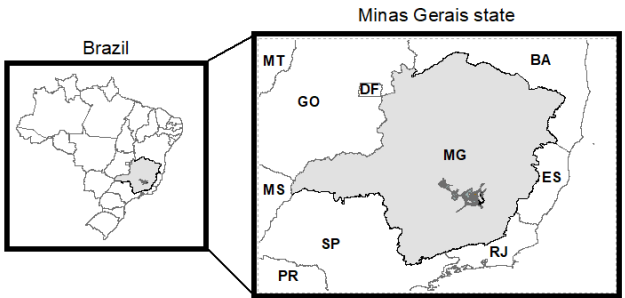 Minas Gerais state
Brazil
MT
BA
DF
GO
MG
MS
ES
SP
RJ
PR